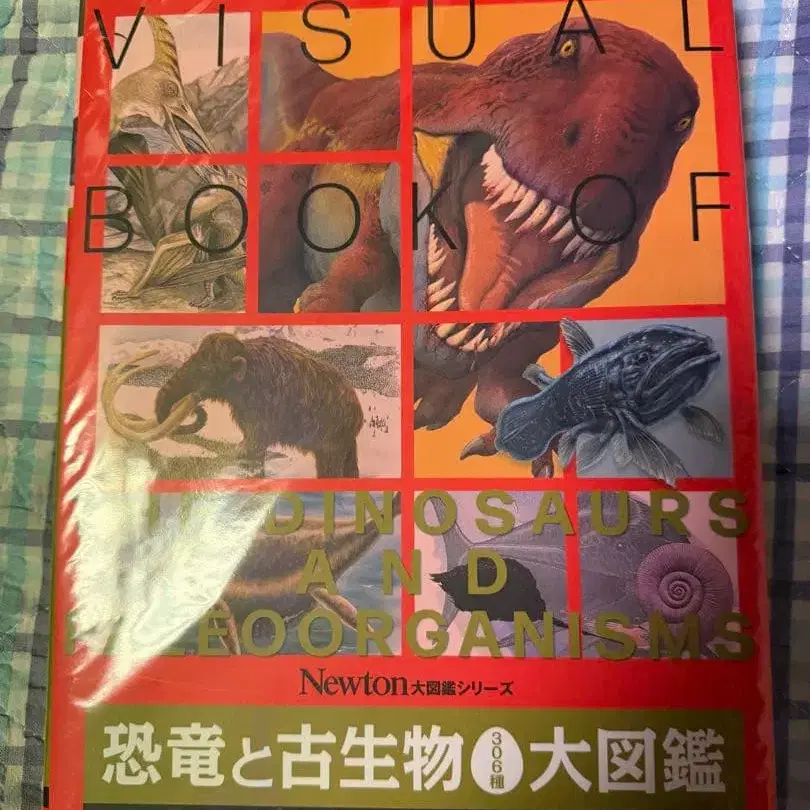 VISUAL
BOOK OF
DINOSAURS
AND
PALEOORGANISMS
Newton大図鑑シリーズ
恐竜と古生物306種大図鑑